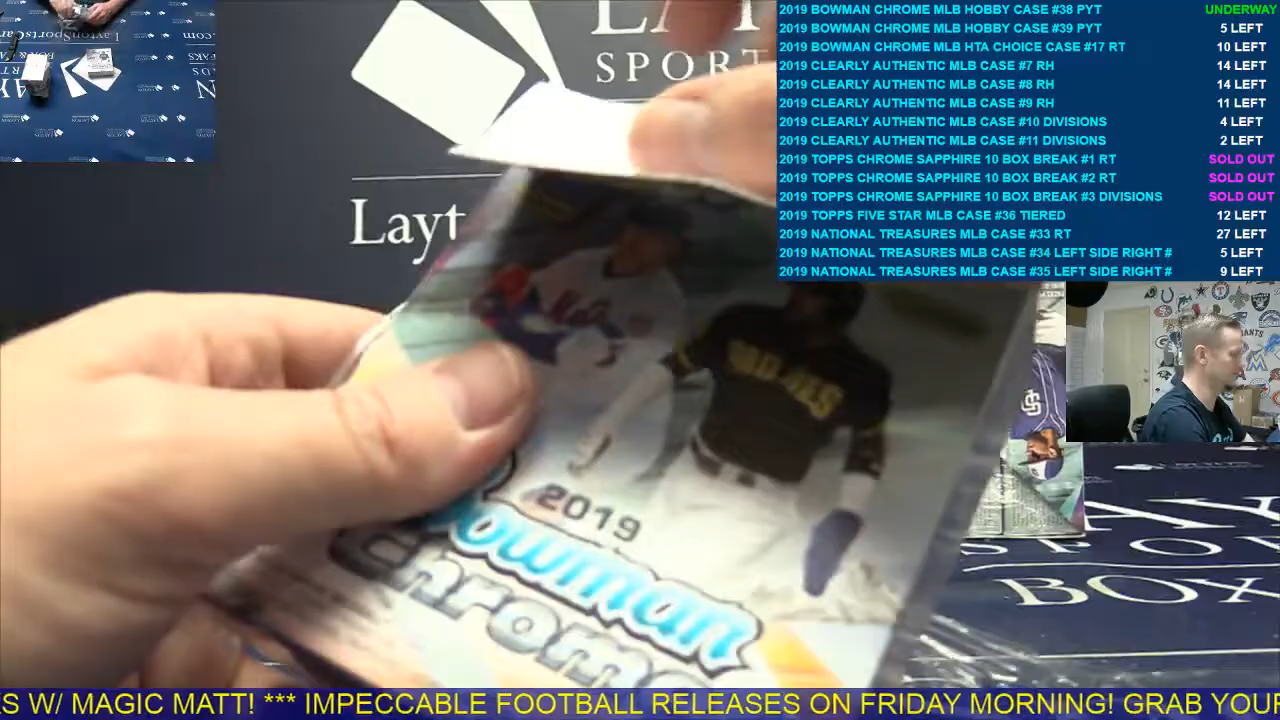 2019 BOWMAN CHROME MLB HOBBY CASE #38 PYT UNDERWAY
2019 BOWMAN CHROME MLB HOBBY CASE #39 PYT 5 LEFT
2019 BOWMAN CHROME MLB HTA CHOICE CASE #17 RT 10 LEFT
2019 CLEARLY AUTHENTIC MLB CASE #7 RH 14 LEFT
2019 CLEARLY AUTHENTIC MLB CASE #8 RH 14 LEFT
2019 CLEARLY AUTHENTIC MLB CASE #9 RH 11 LEFT
2019 CLEARLY AUTHENTIC MLB CASE #10 DIVISIONS 4 LEFT
2019 CLEARLY AUTHENTIC MLB CASE #11 DIVISIONS 2 LEFT
2019 TOPPS CHROME SAPPHIRE 10 BOX BREAK #1 RT SOLD OUT
2019 TOPPS CHROME SAPPHIRE 10 BOX BREAK #2 RT SOLD OUT
2019 TOPPS CHROME SAPPHIRE 10 BOX BREAK #3 DIVISIONS SOLD OUT
2019 TOPPS FIVE STAR MLB CASE #36 TIERED 12 LEFT
2019 NATIONAL TREASURES MLB CASE #33 RT 27 LEFT
2019 NATIONAL TREASURES MLB CASE #34 LEFT SIDE RIGHT # 5 LEFT
2019 NATIONAL TREASURES MLB CASE #35 LEFT SIDE RIGHT # 9 LEFT
LAY
SPORT
Layt
2019
Bowman
Chrome
AY
SPO
BOX
S W/ MAGIC MATT! *** IMPECCABLE FOOTBALL RELEASES ON FRIDAY MORNING! GRAB YOU